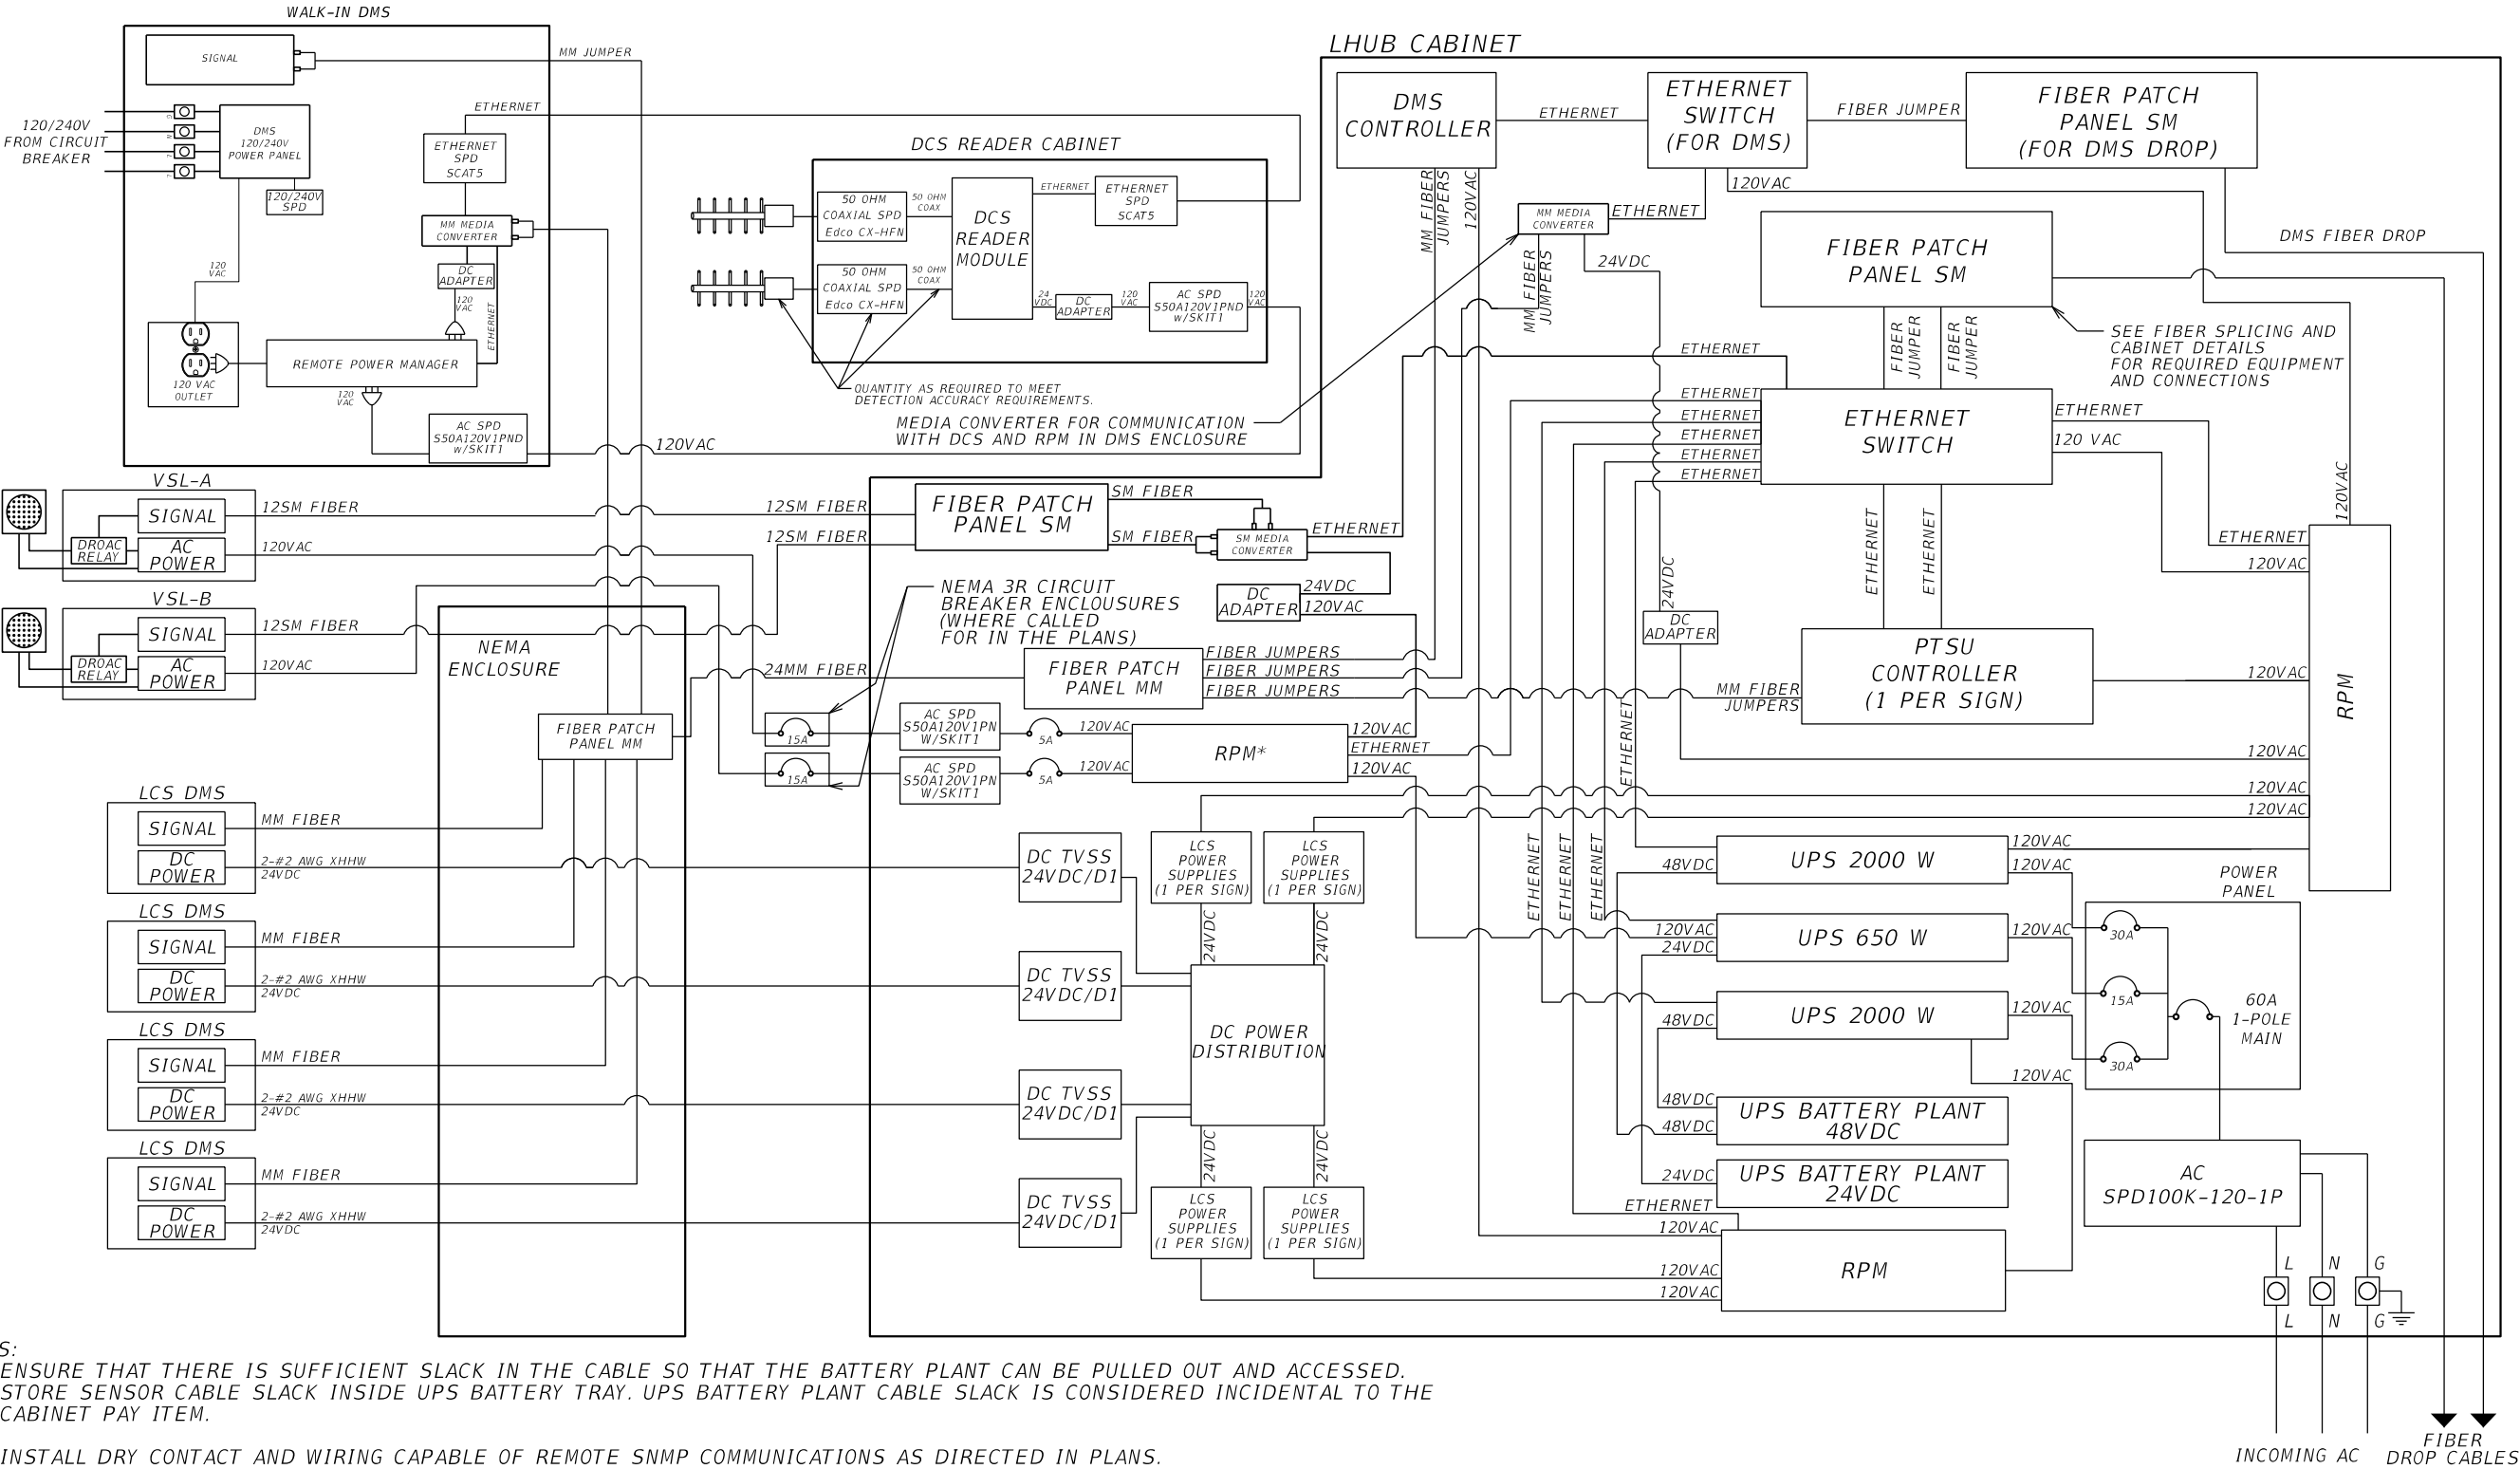 WALK-IN DMS
SIGNAL
MM JUMPER
120/240V
FROM CIRCUIT
BREAKER
DMS
120/240V
POWER PANEL
120/240V
SPD
ETHERNET
ETHERNET
SPD
SCAT5
MM MEDIA
CONVERTER
DC
ADAPTER
120
VAC
ETHERNET
120
VAC
120 VAC
OUTLET
REMOTE POWER MANAGER
120
VAC
AC SPD
S50A120V1PND
w/SKIT1
120VAC
DCS READER CABINET
50 OHM
COAXIAL SPD
Edco CX-HFN
50 OHM
COAX
50 OHM
COAXIAL SPD
Edco CX-HFN
50 OHM
COAX
DCS
READER
MODULE
ETHERNET
ETHERNET
SPD
SCAT5
24
VDC
DC
ADAPTER
120
VAC
AC SPD
S50A120V1PND
w/SKIT1
120
VAC
QUANTITY AS REQUIRED TO MEET
DETECTION ACCURACY REQUIREMENTS.
MEDIA CONVERTER FOR COMMUNICATION
WITH DCS AND RPM IN DMS ENCLOSURE
LHUB CABINET
DMS
CONTROLLER
ETHERNET
ETHERNET
SWITCH
(FOR DMS)
FIBER JUMPER
FIBER PATCH
PANEL SM
(FOR DMS DROP)
MM FIBER
JUMPERS
120VAC
MM MEDIA
CONVERTER
ETHERNET
120VAC
MM FIBER
JUMPERS
24VDC
FIBER PATCH
PANEL SM
DMS FIBER DROP
FIBER
JUMPER
FIBER
JUMPER
SEE FIBER SPLICING AND
CABINET DETAILS
FOR REQUIRED EQUIPMENT
AND CONNECTIONS
ETHERNET
ETHERNET
ETHERNET
ETHERNET
ETHERNET
ETHERNET
ETHERNET
SWITCH
ETHERNET
120 VAC
120VAC
ETHERNET
ETHERNET
ETHERNET
120VAC
VSL-A
SIGNAL
DROAC
RELAY
AC
POWER
12SM FIBER
120VAC
VSL-B
SIGNAL
DROAC
RELAY
AC
POWER
12SM FIBER
120VAC
12SM FIBER
12SM FIBER
FIBER PATCH
PANEL SM
SM FIBER
SM FIBER
SM MEDIA
CONVERTER
ETHERNET
DC
ADAPTER
24VDC
120VAC
NEMA 3R CIRCUIT
BREAKER ENCLOUSURES
(WHERE CALLED
FOR IN THE PLANS)
24VDC
DC
ADAPTER
PTSU
CONTROLLER
(1 PER SIGN)
MM FIBER
JUMPERS
120VAC
RPM
NEMA
ENCLOSURE
24MM FIBER
FIBER PATCH
PANEL MM
FIBER JUMPERS
FIBER JUMPERS
FIBER JUMPERS
FIBER PATCH
PANEL MM
15A
AC SPD
S50A120V1PN
W/SKIT1
5A
120VAC
15A
AC SPD
S50A120V1PN
W/SKIT1
5A
120VAC
RPM*
120VAC
ETHERNET
120VAC
ETHERNET
120VAC
120VAC
120VAC
LCS DMS
SIGNAL
DC
POWER
MM FIBER
2-#2 AWG XHHW
24VDC
LCS DMS
SIGNAL
DC
POWER
MM FIBER
2-#2 AWG XHHW
24VDC
LCS DMS
SIGNAL
DC
POWER
MM FIBER
2-#2 AWG XHHW
24VDC
LCS DMS
SIGNAL
DC
POWER
MM FIBER
2-#2 AWG XHHW
24VDC
DC TVSS
24VDC/D1
DC TVSS
24VDC/D1
DC TVSS
24VDC/D1
DC TVSS
24VDC/D1
LCS
POWER
SUPPLIES
(1 PER SIGN)
LCS
POWER
SUPPLIES
(1 PER SIGN)
24VDC
24VDC
DC POWER
DISTRIBUTION
24VDC
24VDC
LCS
POWER
SUPPLIES
(1 PER SIGN)
LCS
POWER
SUPPLIES
(1 PER SIGN)
ETHERNET
ETHERNET
ETHERNET
48VDC
UPS 2000 W
120VAC
120VAC
120VAC
24VDC
UPS 650 W
120VAC
48VDC
UPS 2000 W
120VAC
120VAC
48VDC
48VDC
UPS BATTERY PLANT
48VDC
24VDC
UPS BATTERY PLANT
24VDC
ETHERNET
120VAC
120VAC
120VAC
RPM
POWER
PANEL
30A
15A
30A
60A
1-POLE
MAIN
AC
SPD100K-120-1P
L
N
G
L
N
G
INCOMING AC
FIBER
DROP CABLES
S:
ENSURE THAT THERE IS SUFFICIENT SLACK IN THE CABLE SO THAT THE BATTERY PLANT CAN BE PULLED OUT AND ACCESSED.
STORE SENSOR CABLE SLACK INSIDE UPS BATTERY TRAY. UPS BATTERY PLANT CABLE SLACK IS CONSIDERED INCIDENTAL TO THE
CABINET PAY ITEM.
INSTALL DRY CONTACT AND WIRING CAPABLE OF REMOTE SNMP COMMUNICATIONS AS DIRECTED IN PLANS.